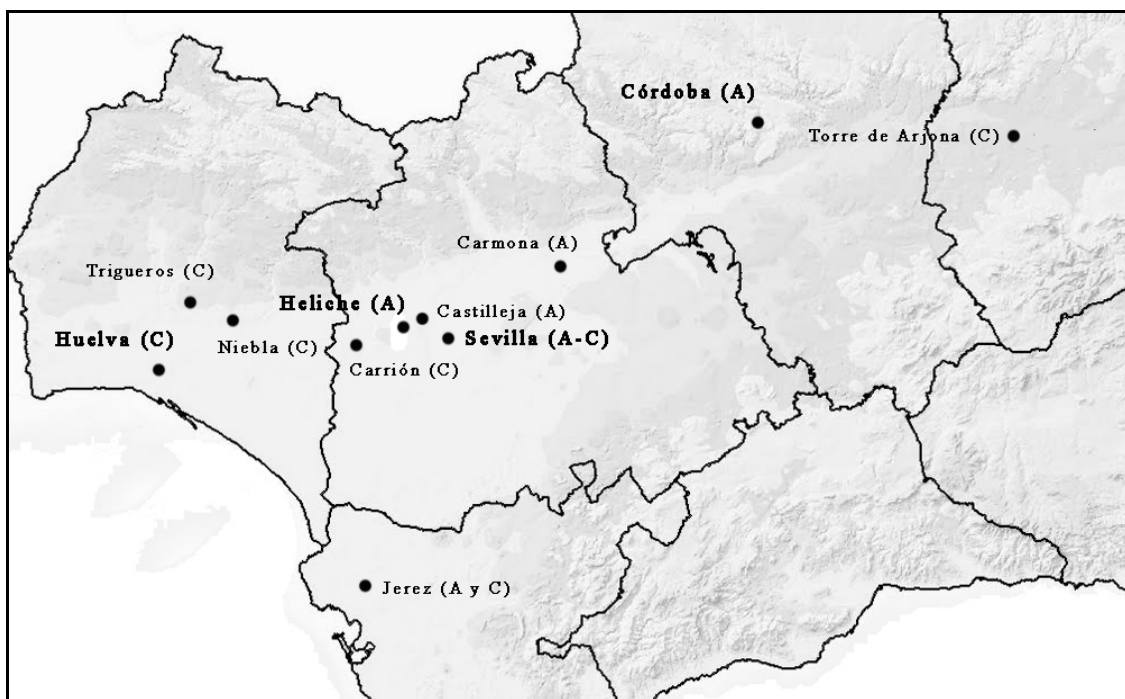 Córdoba (A)
Torre de Arjona (C)
Carmona (A)
Trigueros (C)
Heliche (A)
Castilleja (A)
Huelva (C)
Niebla (C)
Sevilla (A-C)
Carrión (C)
Jerez (A y C)